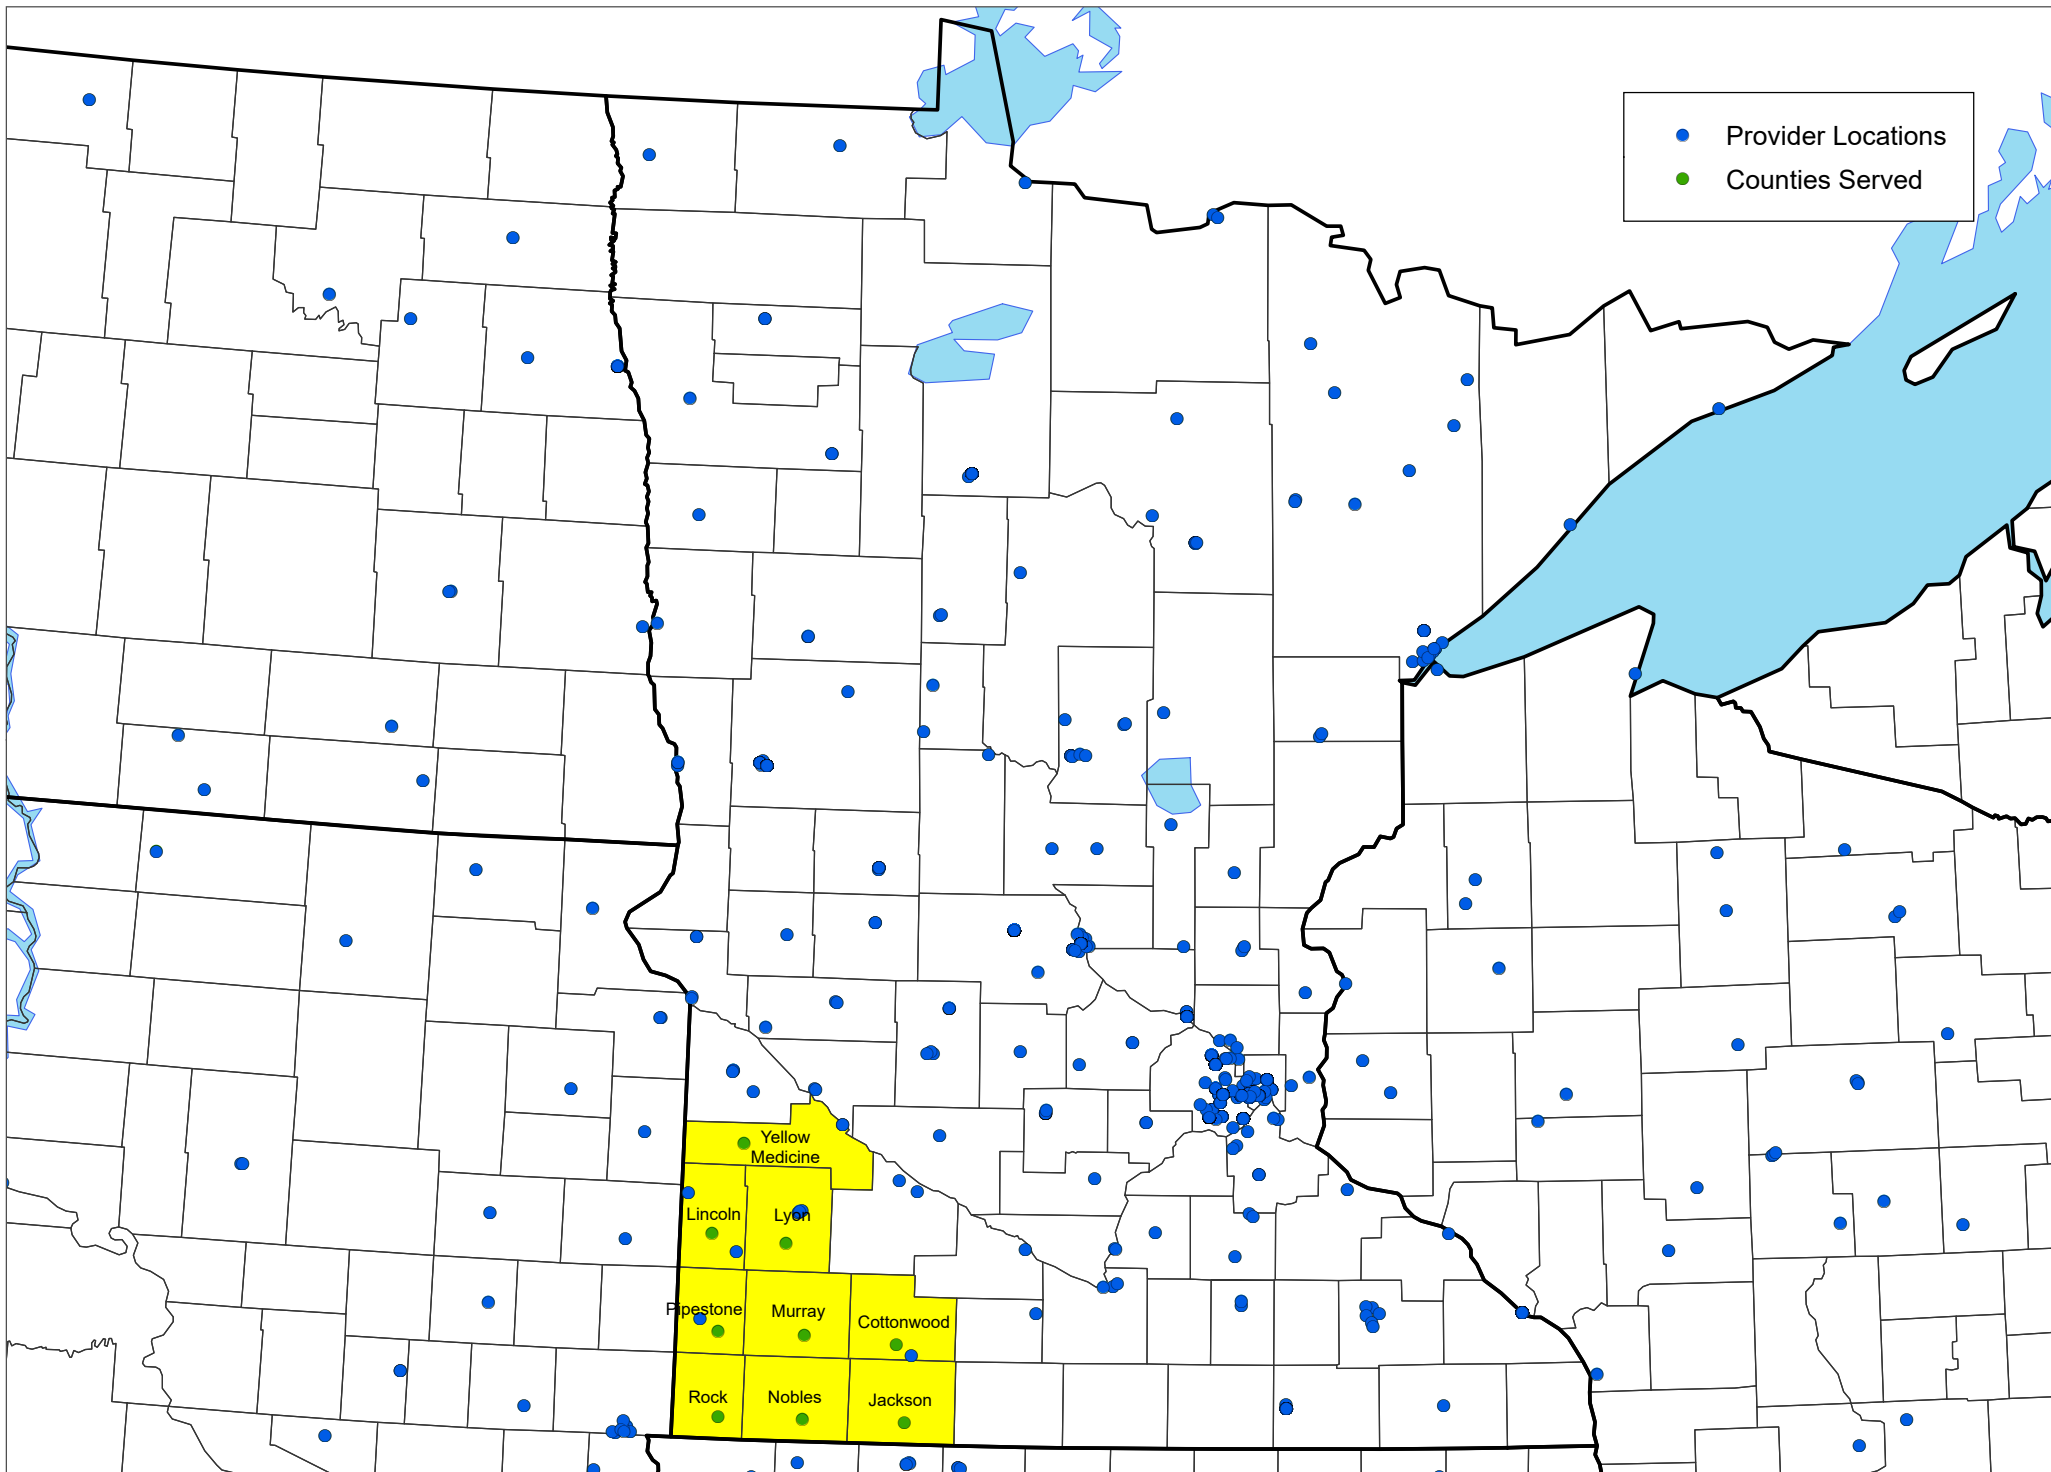 Provider Locations
Counties Served
Yellow
Medicine
Lincoln
Lyon
Pipestone
Murray
Cottonwood
Rock
Nobles
Jackson